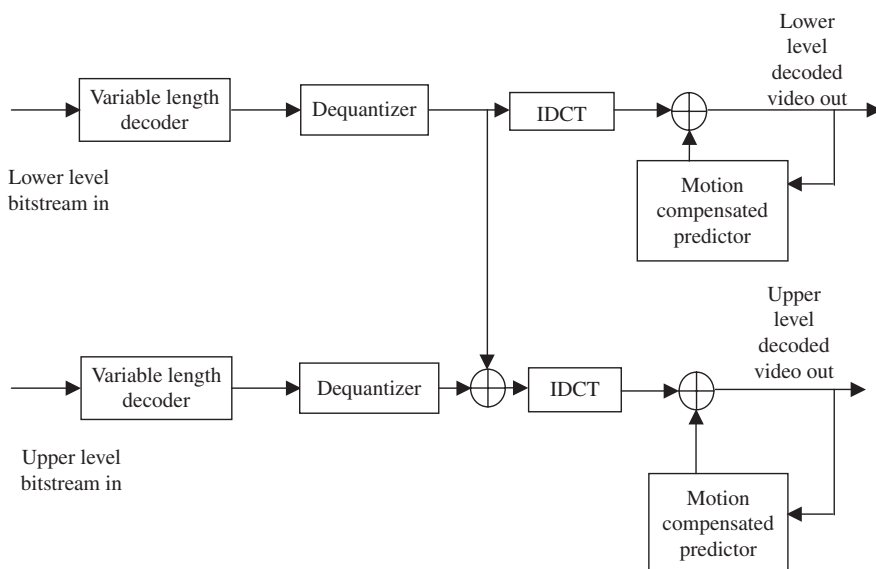 Lower
level
decoded
video out
Variable length
decoder
Dequantizer
IDCT
Lower level
bitstream in
Motion
compensated
predictor
Upper
level
decoded
video out
Variable length
decoder
Dequantizer
IDCT
Upper level
bitstream in
Motion
compensated
predictor